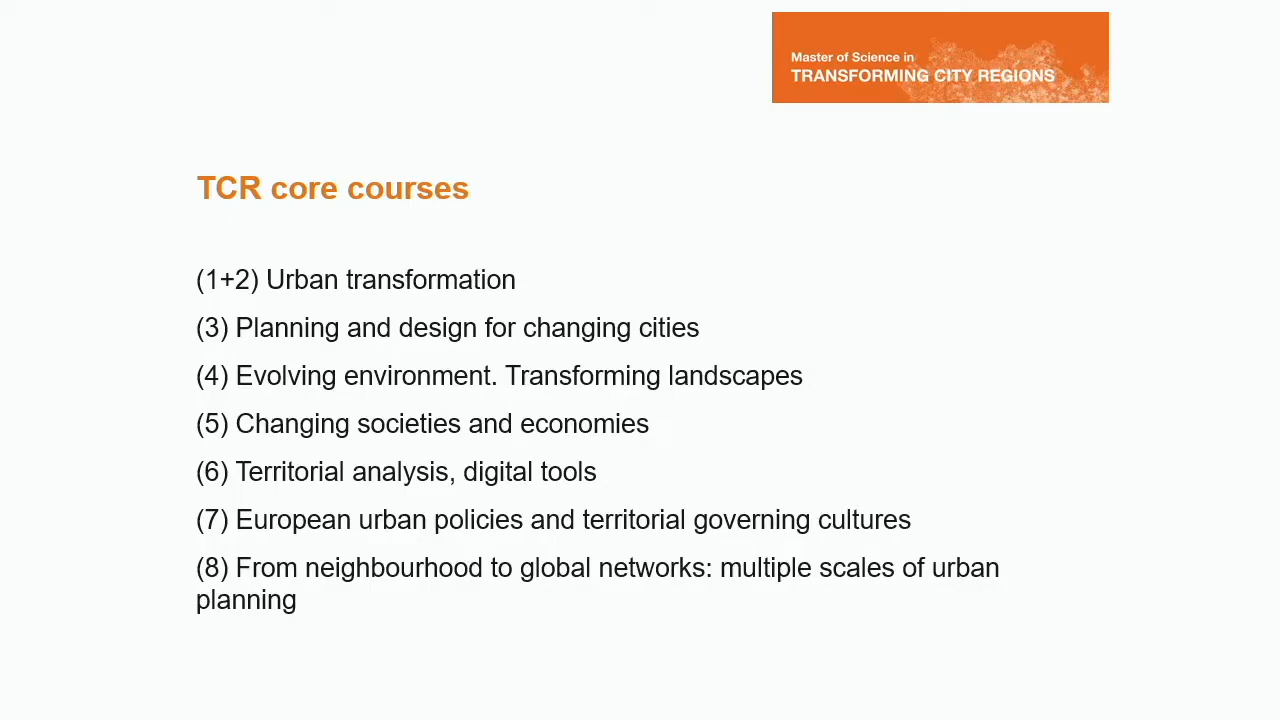 Master of Science in
TRANSFORMING CITY REGIONS
TCR core courses
(1+2) Urban transformation
(3) Planning and design for changing cities
(4) Evolving environment. Transforming landscapes
(5) Changing societies and economies
(6) Territorial analysis, digital tools
(7) European urban policies and territorial governing cultures
(8) From neighbourhood to global networks: multiple scales of urban
planning